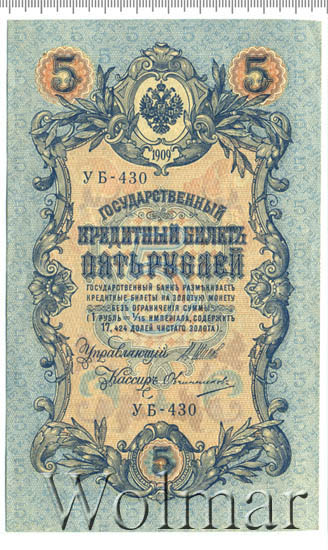 5 5
1909
УБ-430
ГОСУДАРСТВЕННЫЙ
КРЕДИТНЫЙ БИЛЕТЪ
ПЯТЬ РУБЛЕЙ
ГОСУДАРСТВЕННЫЙ БАНКЪ РАЗМѢНИВАЕТЪ
КРЕДИТНЫЕ БИЛЕТЫ НА ЗОЛОТУЮ МОНЕТУ
БЕЗЪ ОГРАНИЧЕНІЯ СУММЫ
(1 РУБЛЬ = 1/15 ИМПЕРІАЛА, СОДЕРЖИТЪ
17,424 ДОЛЕЙ ЧИСТАГО ЗОЛОТА).
Управляющій
Кассиръ Овчинников
УБ-430
5
Wolmar